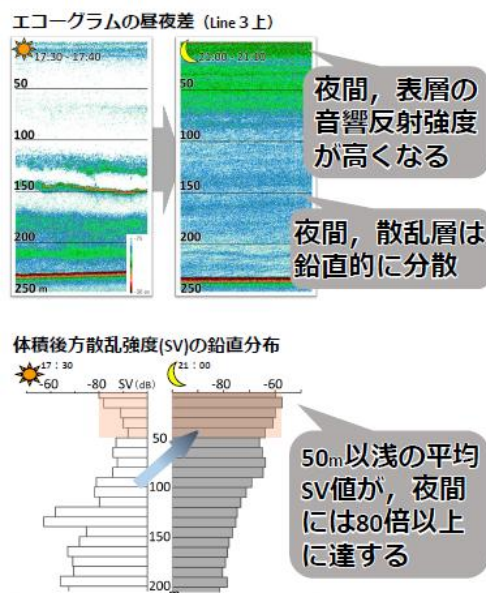 エコーグラムの昼夜差（Line３上）
17:30 - 17:40
50
100
150
200
250 m
50
100
150
200
250
夜間，表層の
音響反射強度
が高くなる
夜間，散乱層は
鉛直的に分散
体積後方散乱強度(SV)の鉛直分布
17：30
21：00
-60
-80
SV(dB)
-80
-60
50
100
150
200
50m以浅の平均
SV値が，夜間
には80倍以上
に達する